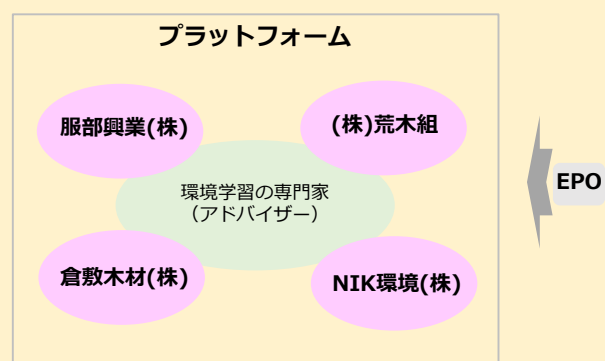 プラットフォーム
服部興業(株)
(株)荒木組
環境学習の専門家
（アドバイザー）
EPO
倉敷木材(株)
NIK環境(株)